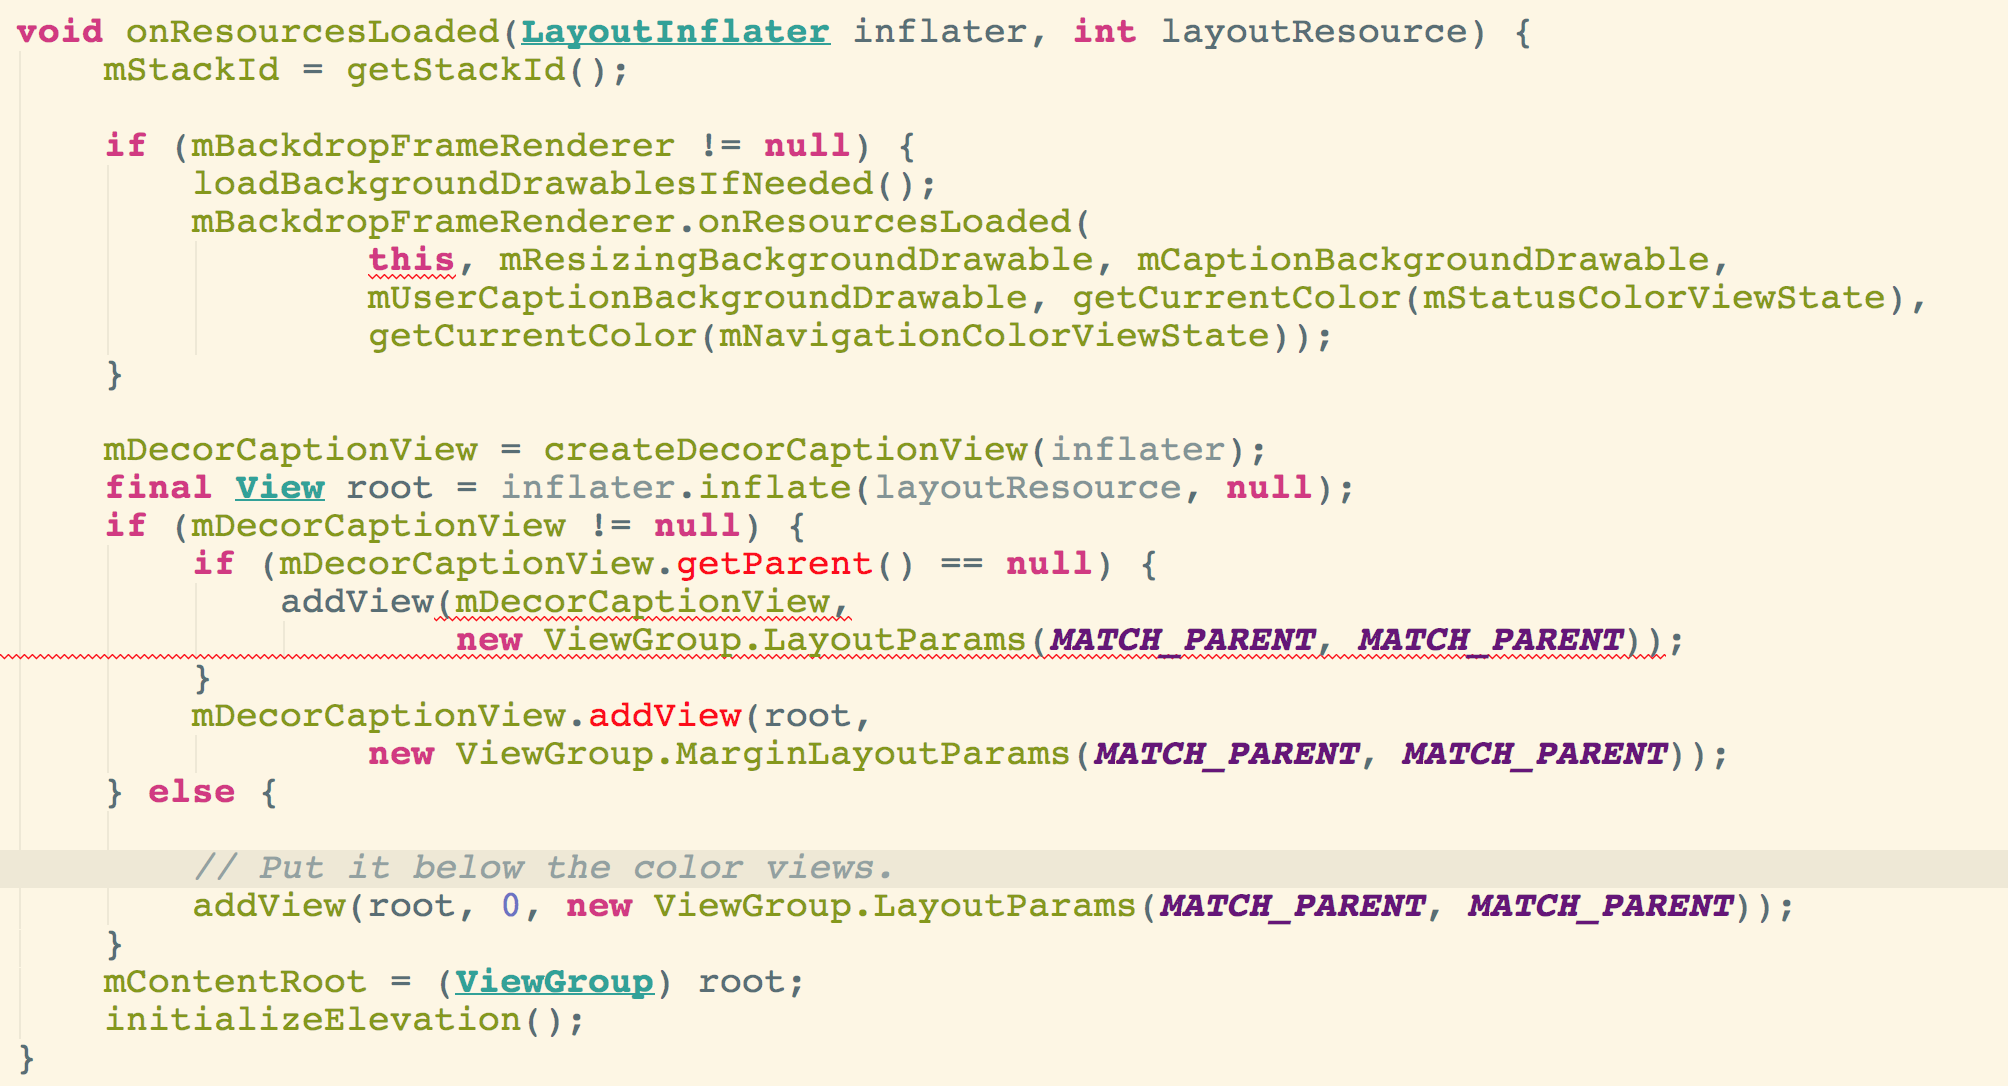 void onResourcesLoaded(LayoutInflater inflater, int layoutResource) {
    mStackId = getStackId();

    if (mBackdropFrameRenderer != null) {
        loadBackgroundDrawablesIfNeeded();
        mBackdropFrameRenderer.onResourcesLoaded(
                this, mResizingBackgroundDrawable, mCaptionBackgroundDrawable,
                mUserCaptionBackgroundDrawable, getCurrentColor(mStatusColorViewState),
                getCurrentColor(mNavigationColorViewState));
    }

    mDecorCaptionView = createDecorCaptionView(inflater);
    final View root = inflater.inflate(layoutResource, null);
    if (mDecorCaptionView != null) {
        if (mDecorCaptionView.getParent() == null) {
            addView(mDecorCaptionView,
                    new ViewGroup.LayoutParams(MATCH_PARENT, MATCH_PARENT));
        }
        mDecorCaptionView.addView(root,
                new ViewGroup.MarginLayoutParams(MATCH_PARENT, MATCH_PARENT));
    } else {

        // Put it below the color views.
        addView(root, 0, new ViewGroup.LayoutParams(MATCH_PARENT, MATCH_PARENT));
    }
    mContentRoot = (ViewGroup) root;
    initializeElevation();
}